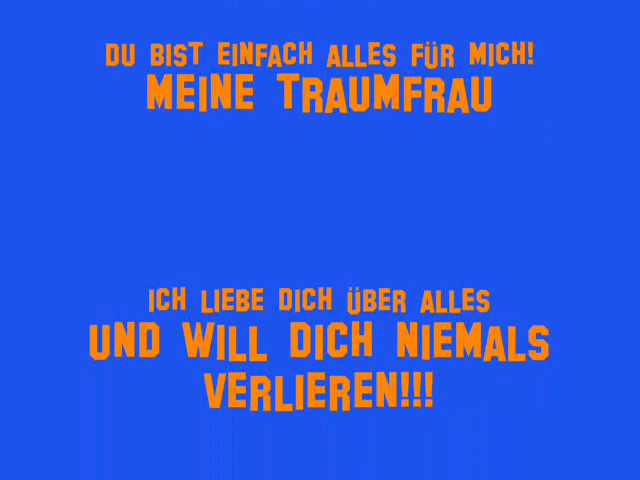 DU BIST EINFACH ALLES FÜR MICH!
MEINE TRAUMFRAU
ICH LIEBE DICH ÜBER ALLES
UND WILL DICH NIEMALS
VERLIEREN!!!